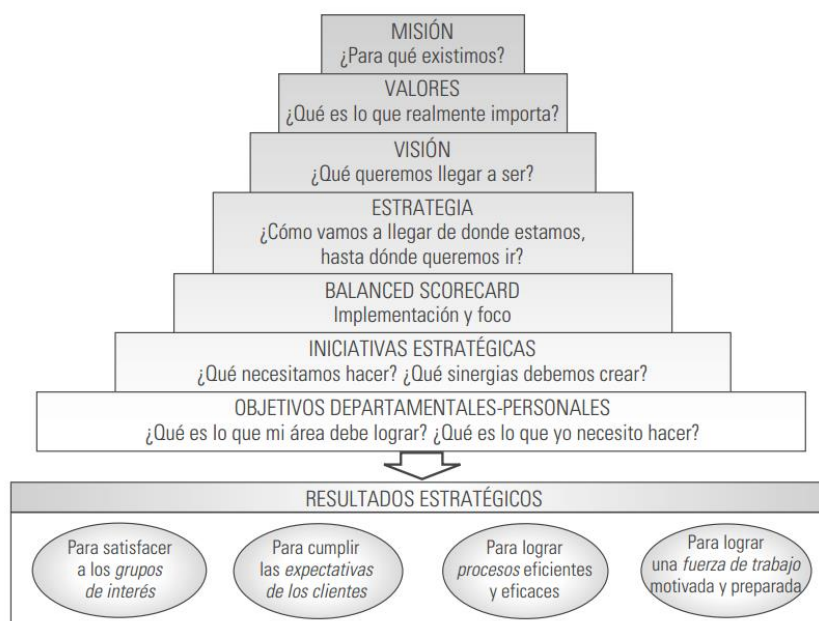 MISIÓN
¿Para qué existimos?
VALORES
¿Qué es lo que realmente importa?
VISIÓN
¿Qué queremos llegar a ser?
ESTRATEGIA
¿Cómo vamos a llegar de donde estamos,
hasta dónde queremos ir?
BALANCED SCORECARD
Implementación y foco
INICIATIVAS ESTRATÉGICAS
¿Qué necesitamos hacer? ¿Qué sinergias debemos crear?
OBJETIVOS DEPARTAMENTALES-PERSONALES
¿Qué es lo que mi área debe lograr? ¿Qué es lo que yo necesito hacer?
RESULTADOS ESTRATÉGICOS
Para satisfacer
a los grupos
de interés
Para cumplir
las expectativas
de los clientes
Para lograr
procesos eficientes
y eficaces
Para lograr
una fuerza de trabajo
motivada y preparada